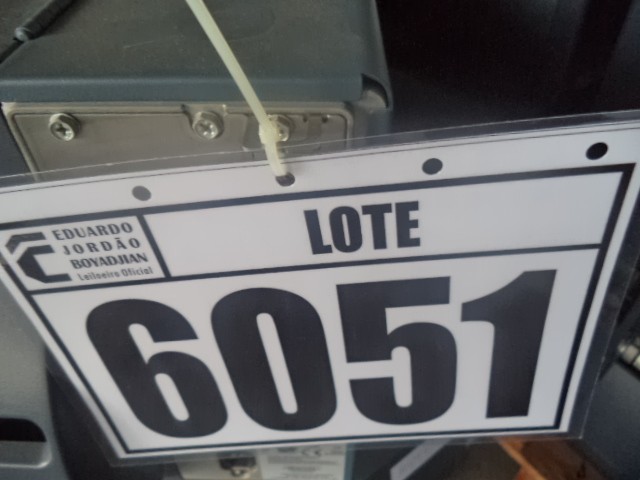 EDUARDO
JORDÃO
BOYADJIAN
Leiloeiro Oficial
LOTE
6051